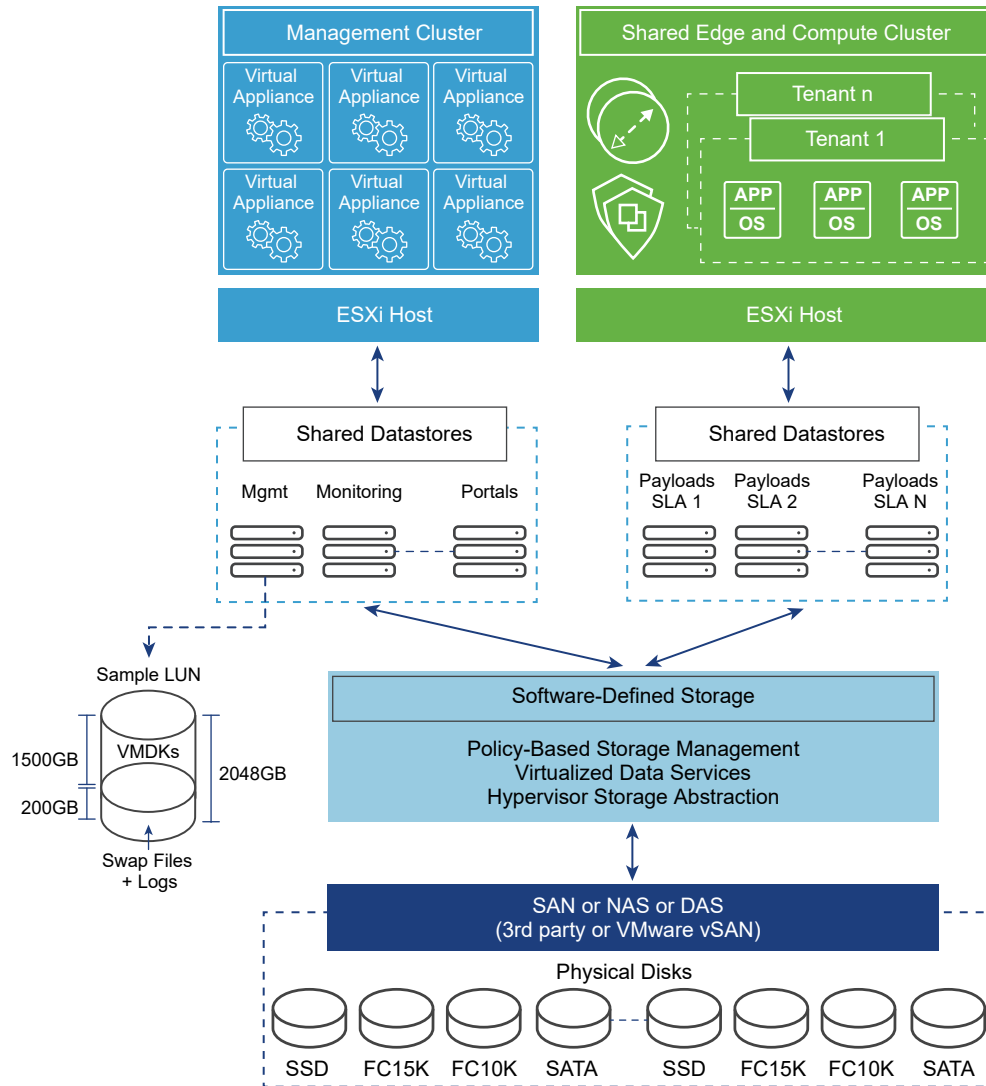 Management Cluster
Virtual Appliance
Virtual Appliance
Virtual Appliance
Virtual Appliance
Virtual Appliance
Virtual Appliance
ESXi Host
Shared Edge and Compute Cluster
Tenant n
Tenant 1
APP
OS
APP
OS
APP
OS
ESXi Host
Shared Datastores
Mgmt
Monitoring
Portals
Shared Datastores
Payloads
SLA 1
Payloads
SLA 2
Payloads
SLA N
Sample LUN
VMDKs
1500GB
200GB
2048GB
Swap Files
+ Logs
Software-Defined Storage
Policy-Based Storage Management
Virtualized Data Services
Hypervisor Storage Abstraction
SAN or NAS or DAS
(3rd party or VMware vSAN)
Physical Disks
SSD
FC15K
FC10K
SATA
SSD
FC15K
FC10K
SATA